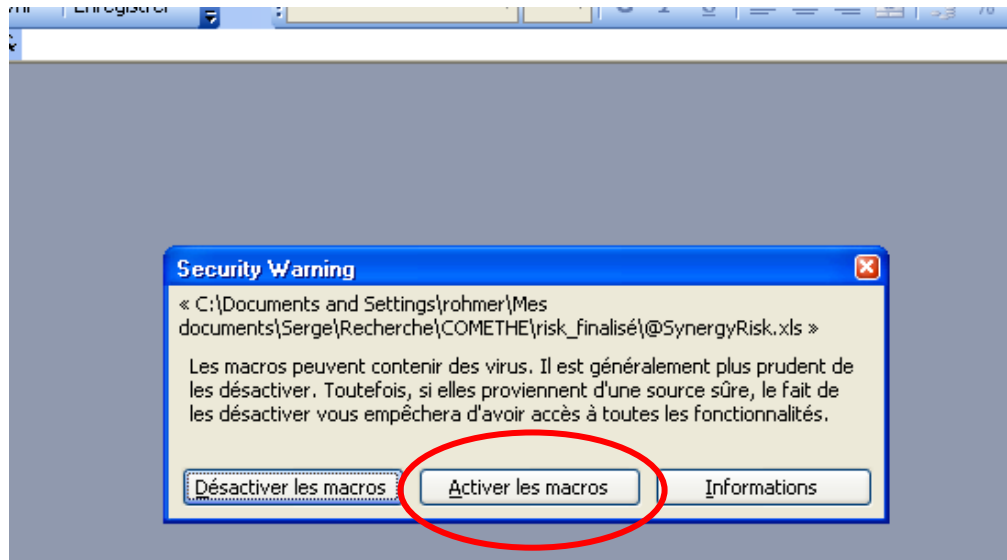 Enregistrer
Security Warning
« C:\Documents and Settings\rohmer\Mes
documents\Serge\Recherche\COMETHE\risk_finalisé\@SynergyRisk.xls »
Les macros peuvent contenir des virus. Il est généralement plus prudent de
les désactiver. Toutefois, si elles proviennent d'une source sûre, le fait de
les désactiver vous empêchera d'avoir accès à toutes les fonctionnalités.
Désactiver les macros Activer les macros Informations